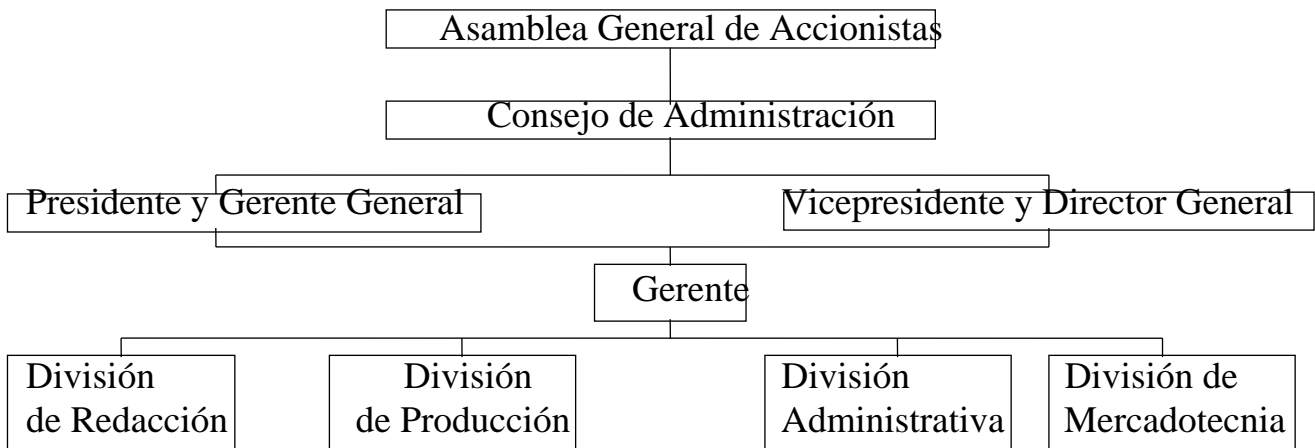 Asamblea General de Accionistas
Consejo de Administración
Presidente y Gerente General
Vicepresidente y Director General
Gerente
División
de Redacción
División
de Producción
División
Administrativa
División de
Mercadotecnia